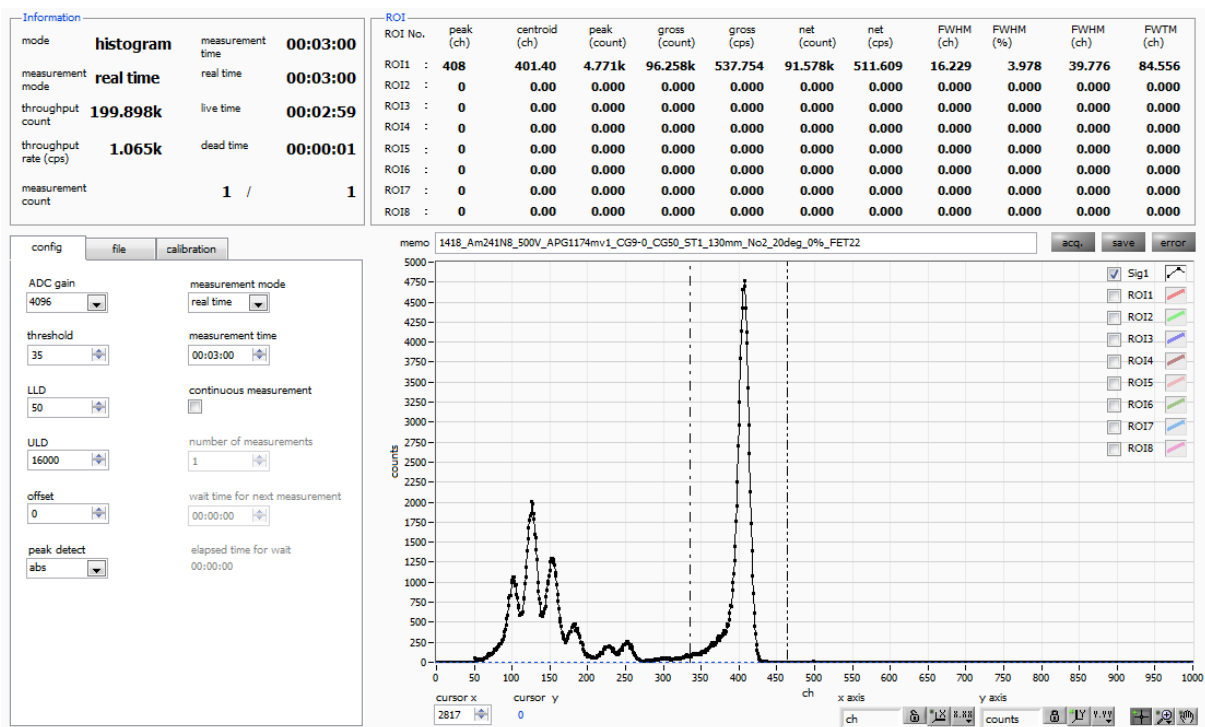 Information
mode histogram measurement time 00:03:00
measurement mode real time real time 00:03:00
throughput count 199.898k live time 00:02:59
throughput rate (cps) 1.065k dead time 00:00:01
measurement count 1 / 1
ROI
ROI No. peak (ch) centroid (ch) peak (count) gross (count) gross (cps) net (count) net (cps) FWHM (ch) FWHM (%) FWHM (ch) FWTM (ch)
ROI1 : 408 401.40 4.771k 96.258k 537.754 91.578k 511.609 16.229 3.978 39.776 84.556
ROI2 : 0 0.00 0.000 0.000 0.000 0.000 0.000 0.000 0.000 0.000 0.000
ROI3 : 0 0.00 0.000 0.000 0.000 0.000 0.000 0.000 0.000 0.000 0.000
ROI4 : 0 0.00 0.000 0.000 0.000 0.000 0.000 0.000 0.000 0.000 0.000
ROI5 : 0 0.00 0.000 0.000 0.000 0.000 0.000 0.000 0.000 0.000 0.000
ROI6 : 0 0.00 0.000 0.000 0.000 0.000 0.000 0.000 0.000 0.000 0.000
ROI7 : 0 0.00 0.000 0.000 0.000 0.000 0.000 0.000 0.000 0.000 0.000
ROI8 : 0 0.00 0.000 0.000 0.000 0.000 0.000 0.000 0.000 0.000 0.000
config file calibration
ADC gain measurement mode
4096 real time
threshold measurement time
35 00:03:00
LLD continuous measurement
50
ULD number of measurements
16000 1
offset wait time for next measurement
0 00:00:00
peak detect elapsed time for wait
abs 00:00:00
memo 1418_Am241N8_500V_APG1174mv1_CG9-0_CG50_ST1_130mm_No2_20deg_0%_FET22
acq. save error
Sig1
ROI1
ROI2
ROI3
ROI4
ROI5
ROI6
ROI7
ROI8
counts
5000
4750
4500
4250
4000
3750
3500
3250
3000
2750
2500
2250
2000
1750
1500
1250
1000
750
500
250
0
0 50 100 150 200 250 300 350 400 450 500 550 600 650 700 750 800 850 900 950 1000
ch
cursor x cursor y x axis y axis
2817 0 ch X.XX counts Y.YY